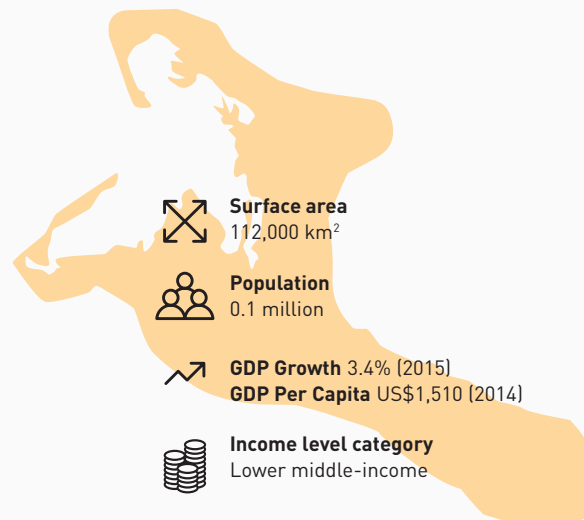 Surface area
112,000 km²
Population
0.1 million
GDP Growth 3.4% (2015)
GDP Per Capita US$1,510 (2014)
Income level category
Lower middle-income